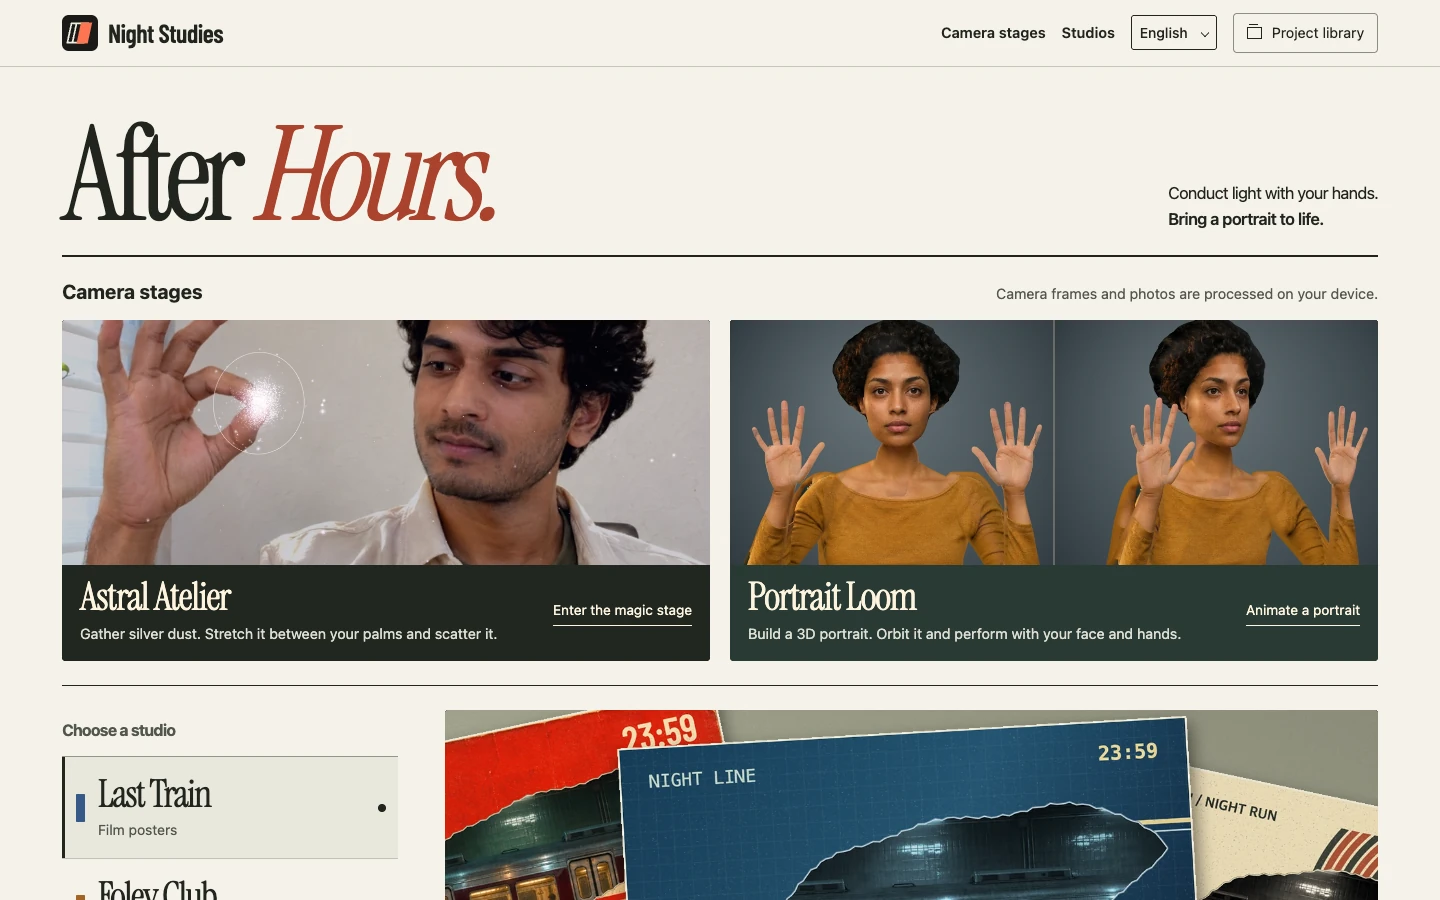 Night Studies
Camera stages
Studios
English
Project library
After Hours.
Conduct light with your hands.
Bring a portrait to life.
Camera stages
Camera frames and photos are processed on your device.
Astral Atelier
Gather silver dust. Stretch it between your palms and scatter it.
Enter the magic stage
Portrait Loom
Build a 3D portrait. Orbit it and perform with your face and hands.
Animate a portrait
Choose a studio
Last Train
Film posters
Foley Club
23:59
NIGHT LINE
23:59
/ NIGHT RUN